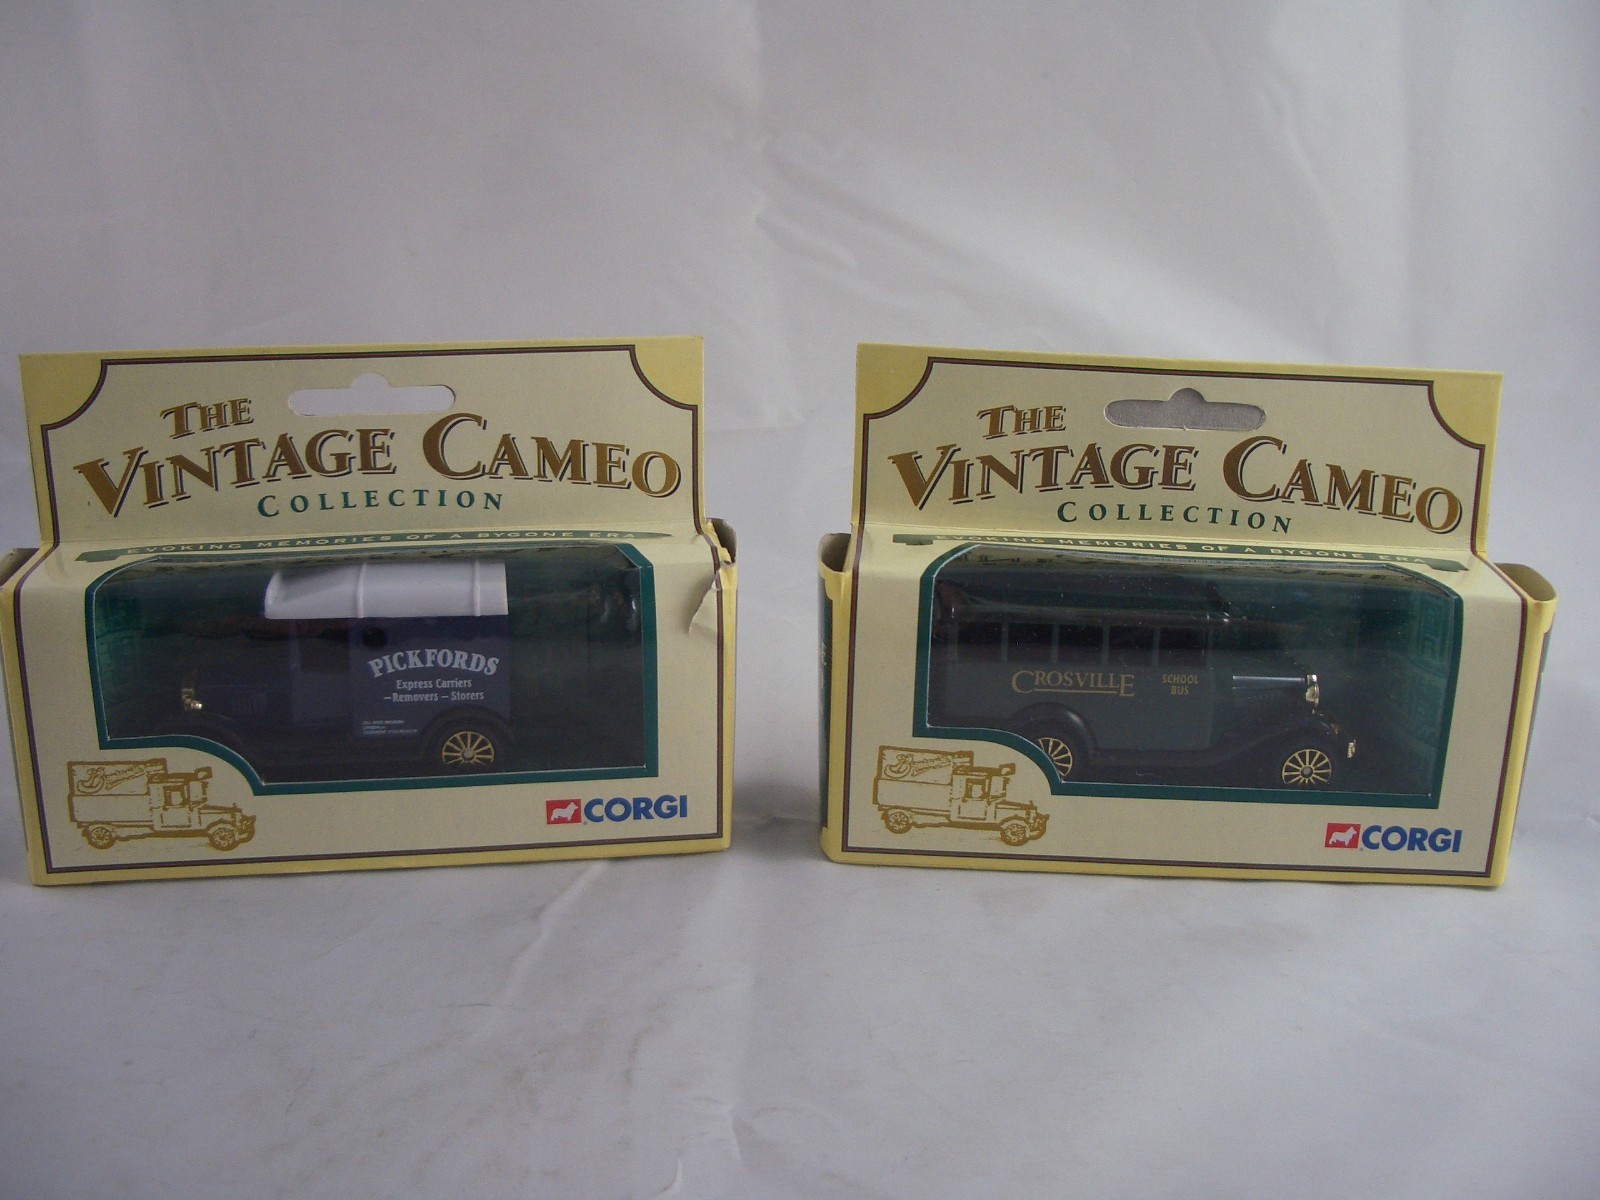 THE
VINTAGE CAMEO
COLLECTION
EVOKING MEMORIES OF A BYGONE ERA
PICKFORDS
Express Carriers
–Removers – Storers
CORGI
THE
VINTAGE CAMEO
COLLECTION
EVOKING MEMORIES OF A BYGONE ERA
CROSVILLE
SCHOOL
BUS
CORGI